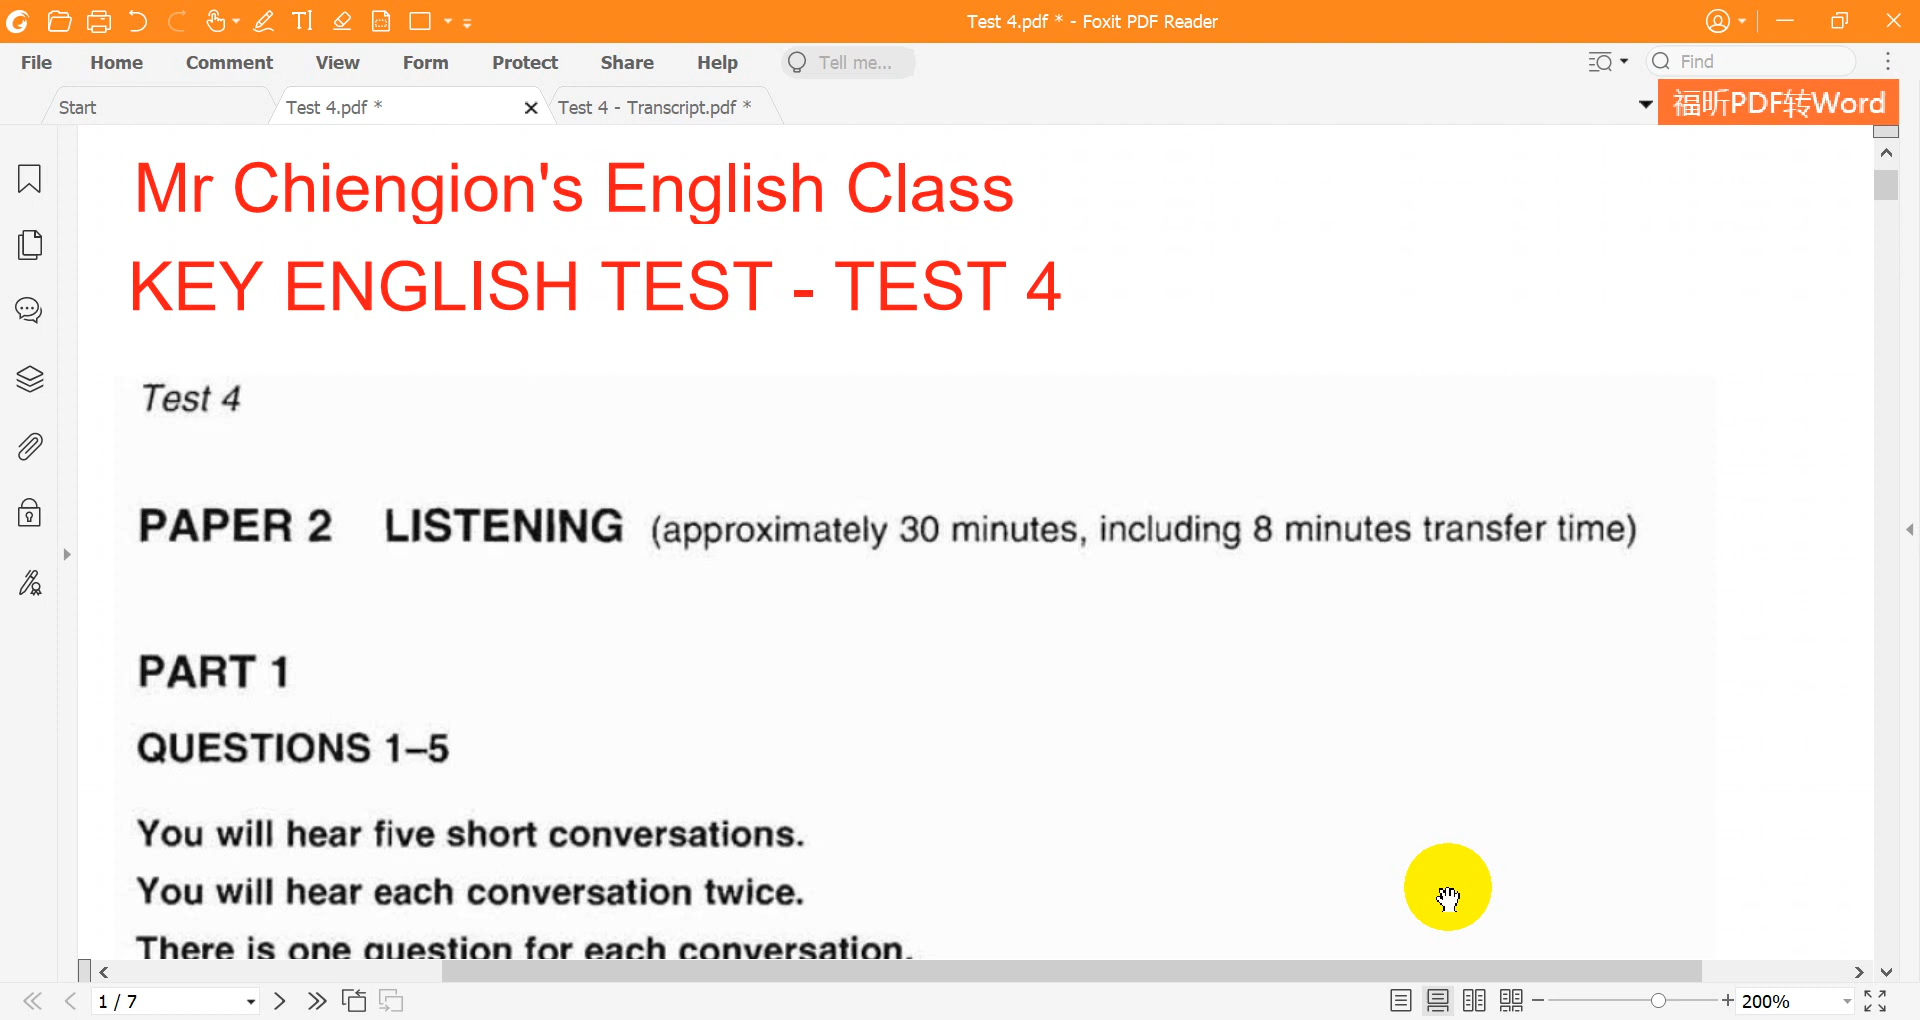 Test 4.pdf * - Foxit PDF Reader
File Home Comment View Form Protect Share Help Tell me... Find
Start Test 4.pdf * Test 4 - Transcript.pdf * 福昕PDF转Word
Mr Chiengion's English Class
KEY ENGLISH TEST - TEST 4
Test 4
PAPER 2 LISTENING (approximately 30 minutes, including 8 minutes transfer time)
PART 1
QUESTIONS 1–5
You will hear five short conversations.
You will hear each conversation twice.
There is one question for each conversation.
1 / 7 200%